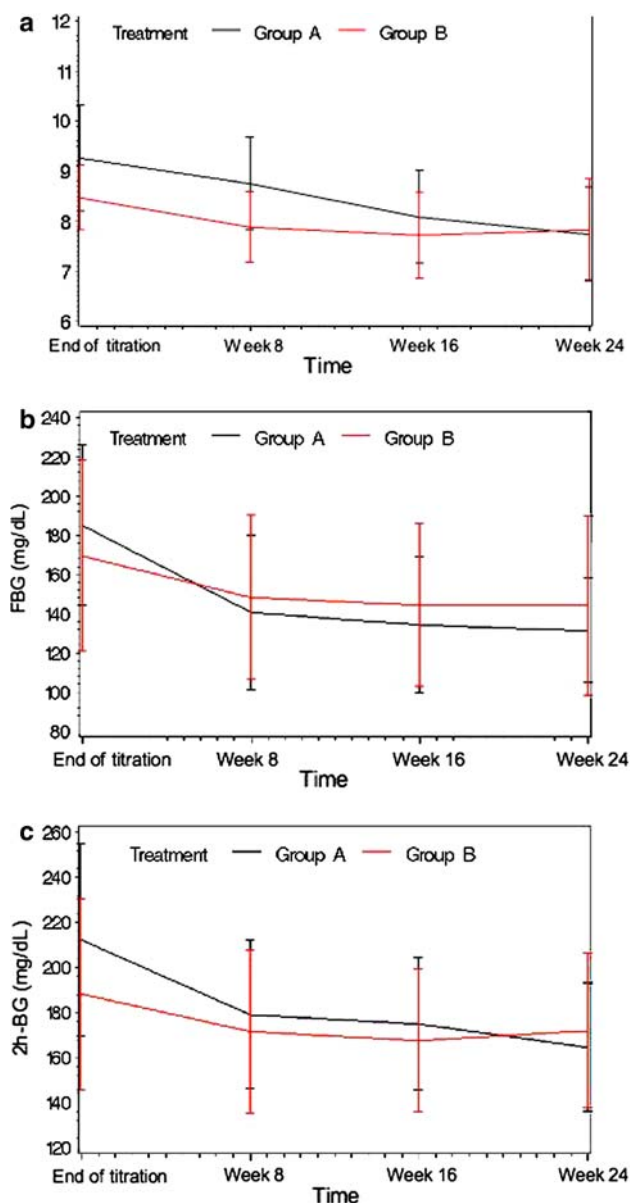 a
Treatment Group A Group B
12
11
10
9
8
7
6
End of titration Week 8 Week 16 Week 24
Time
b
Treatment Group A Group B
FBG (mg/dL)
240
220
200
180
160
140
120
100
80
End of titration Week 8 Week 16 Week 24
Time
c
Treatment Group A Group B
2h-BG (mg/dL)
260
220
200
180
160
140
120
End of titration Week 8 Week 16 Week 24
Time